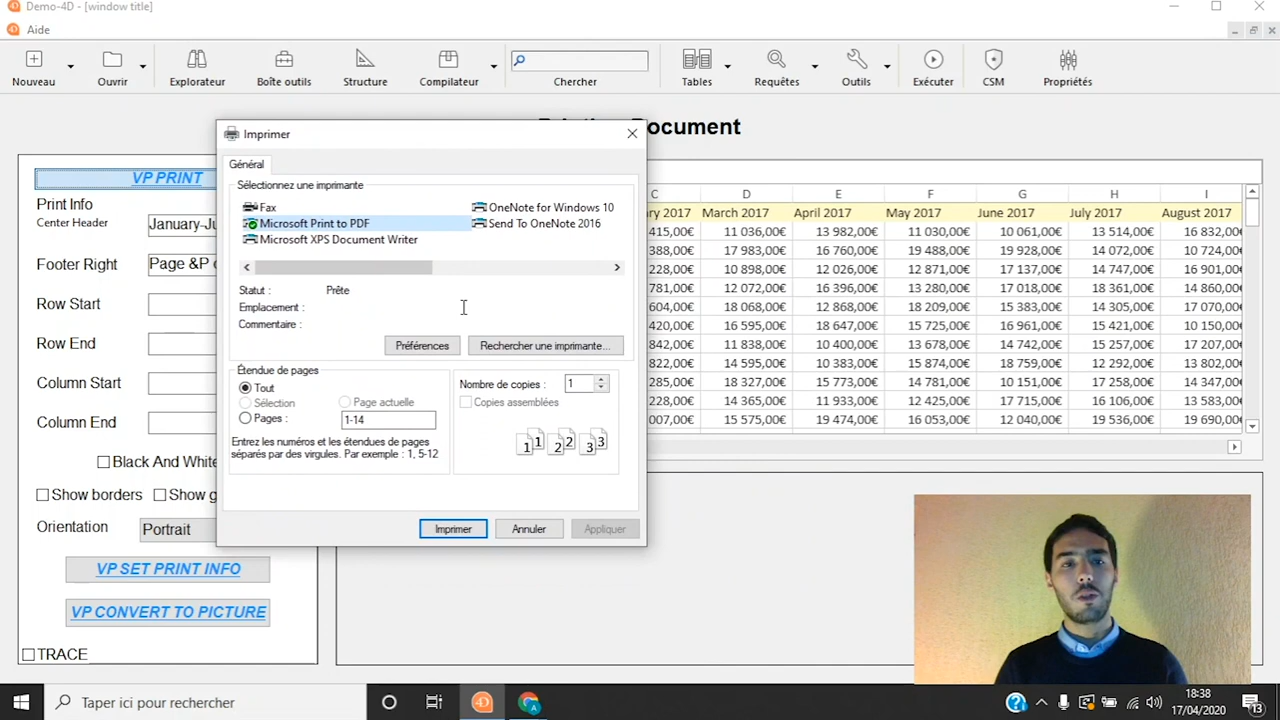 Demo-4D - [window title]
Aide
Nouveau
Ouvrir
Explorateur
Boîte outils
Structure
Compilateur
Chercher
Tables
Requêtes
Outils
Exécuter
CSM
Propriétés
Document
VP PRINT
Print Info
Center Header
January-Ju
Footer Right
Page &P o
Row Start
Row End
Column Start
Column End
Black And White
Show borders
Show g
Orientation
Portrait
VP SET PRINT INFO
VP CONVERT TO PICTURE
TRACE
Imprimer
Général
Sélectionnez une imprimante
Fax
OneNote for Windows 10
Microsoft Print to PDF
Send To OneNote 2016
Microsoft XPS Document Writer
Statut :
Prête
Emplacement :
Commentaire :
Préférences
Rechercher une imprimante...
Étendue de pages
Tout
Sélection
Page actuelle
Pages :
1-14
Entrez les numéros et les étendues de pages
séparés par des virgules. Par exemple : 1, 5-12
Nombre de copies :
1
Copies assemblées
1 1 2 2 3 3
Imprimer
Annuler
Appliquer
C D E F G H I
ry 2017 March 2017 April 2017 May 2017 June 2017 July 2017 August 2017
415,00€ 11 036,00€ 13 982,00€ 11 030,00€ 10 061,00€ 13 514,00€ 16 832,00€
388,00€ 17 983,00€ 16 760,00€ 19 488,00€ 19 928,00€ 14 072,00€ 10 724,00€
228,00€ 10 898,00€ 12 026,00€ 12 871,00€ 17 137,00€ 14 747,00€ 16 901,00€
781,00€ 12 072,00€ 16 396,00€ 13 280,00€ 17 018,00€ 18 361,00€ 14 860,00€
604,00€ 18 068,00€ 12 868,00€ 18 209,00€ 15 383,00€ 14 305,00€ 17 070,00€
420,00€ 16 595,00€ 18 647,00€ 15 725,00€ 16 961,00€ 15 421,00€ 10 150,00€
842,00€ 11 838,00€ 10 400,00€ 13 678,00€ 14 742,00€ 15 257,00€ 17 207,00€
662,00€ 14 595,00€ 10 383,00€ 15 874,00€ 18 759,00€ 12 292,00€ 13 802,00€
285,00€ 18 327,00€ 15 773,00€ 14 781,00€ 10 151,00€ 17 258,00€ 14 347,00€
228,00€ 14 365,00€ 11 933,00€ 12 425,00€ 17 715,00€ 16 101,00€ 13 583,00€
007,00€ 15 575,00€ 19 474,00€ 16 053,00€ 12 040,00€ 19 536,00€ 19 690,00€
Taper ici pour rechercher
4D
A
18:38
17/04/2020
13